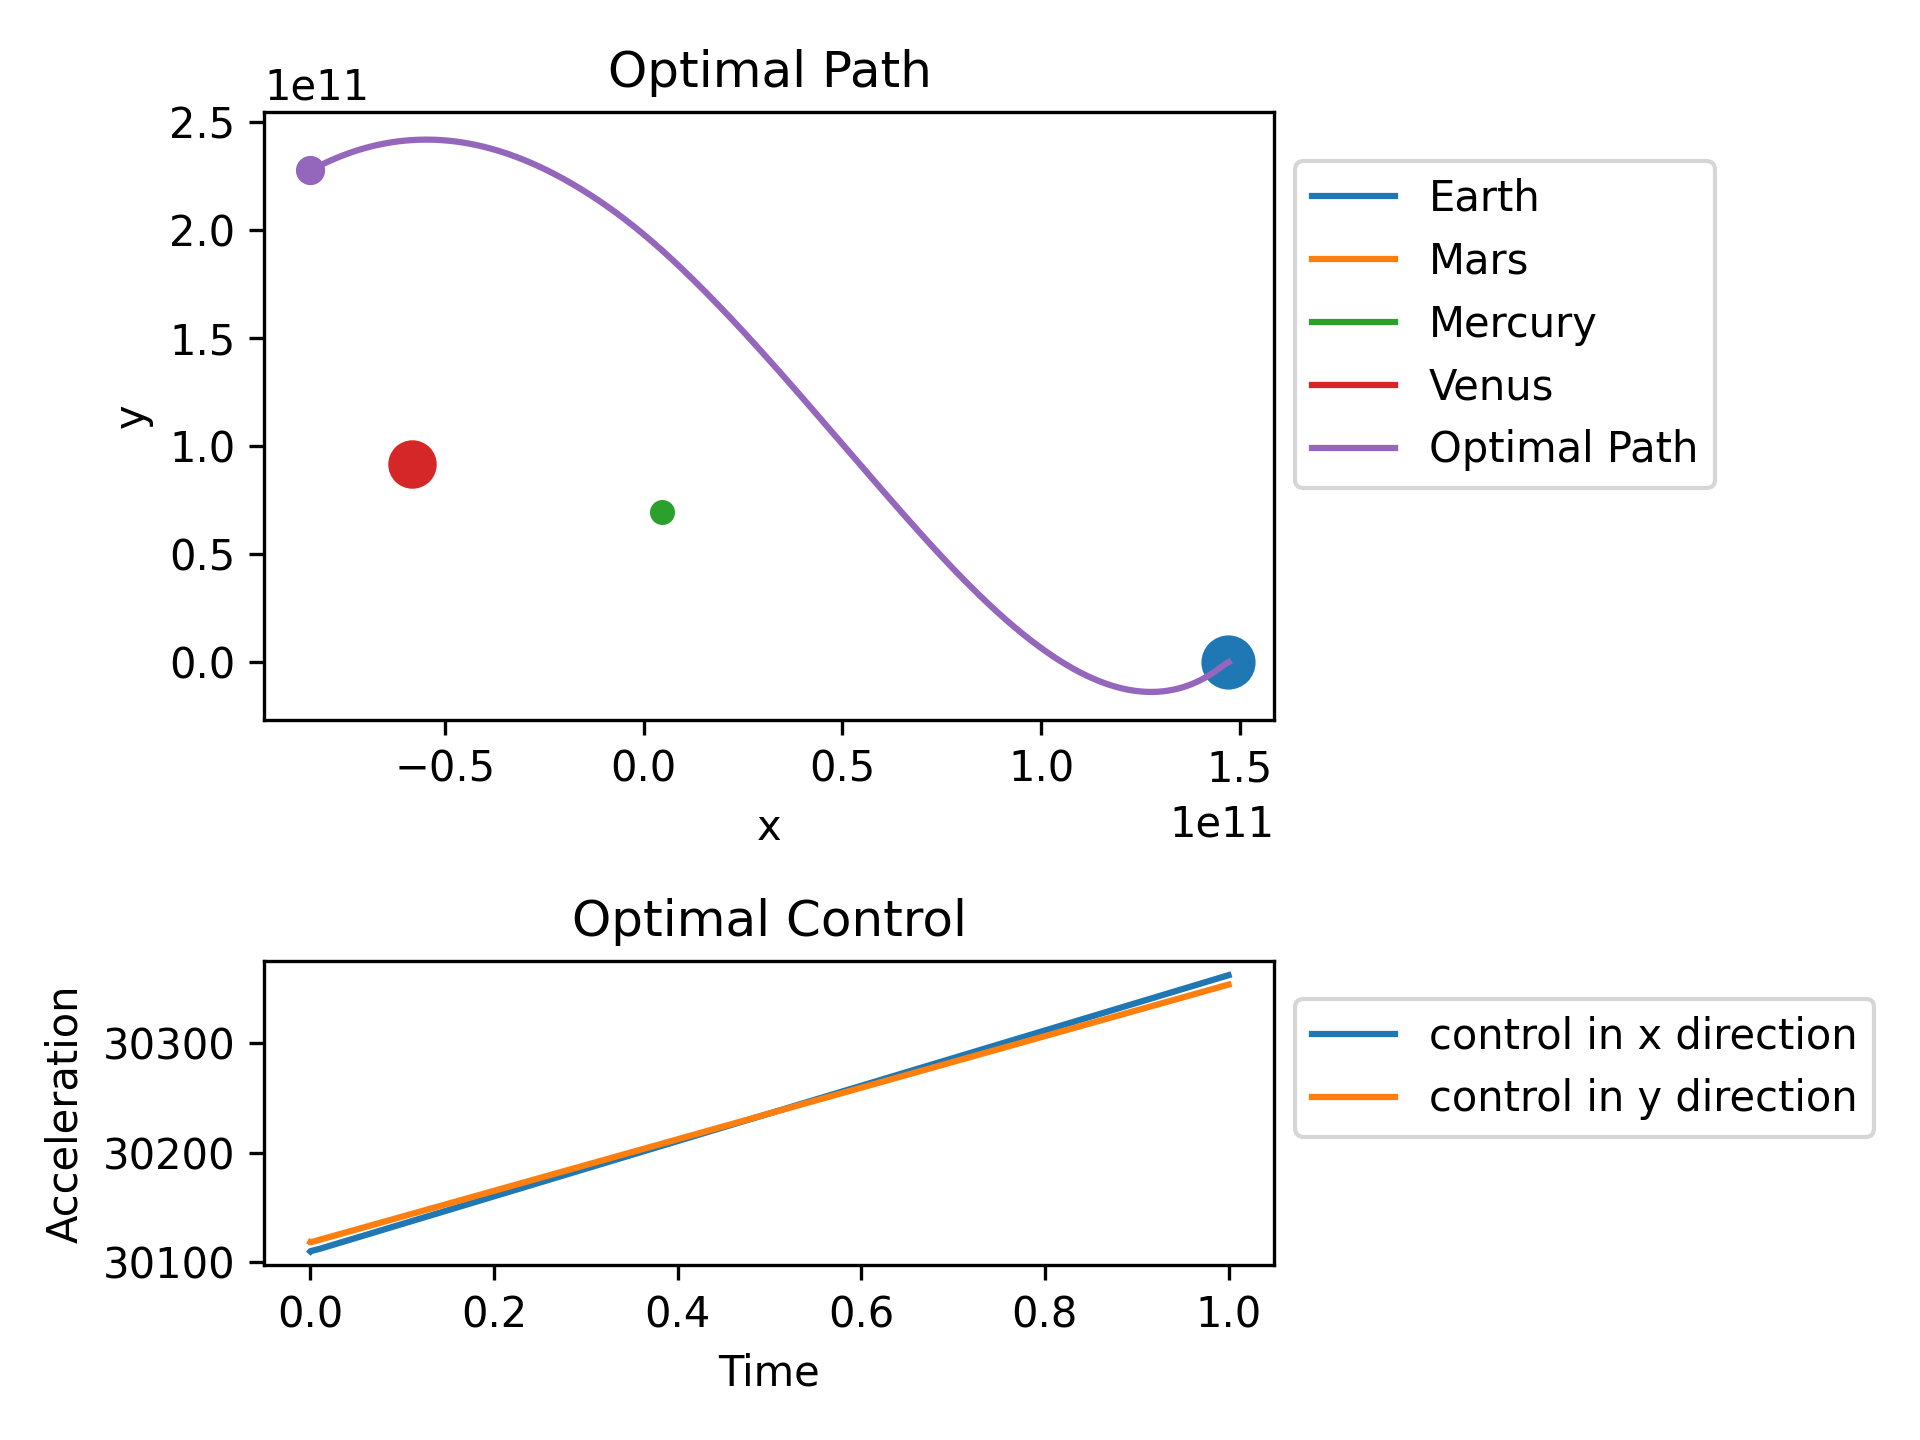 Optimal Path
1e11
2.5
2.0
1.5
1.0
0.5
0.0
y
−0.5 0.0 0.5 1.0 1.5
1e11
x
Earth
Mars
Mercury
Venus
Optimal Path
Optimal Control
30300
30200
30100
Acceleration
0.0 0.2 0.4 0.6 0.8 1.0
Time
control in x direction
control in y direction